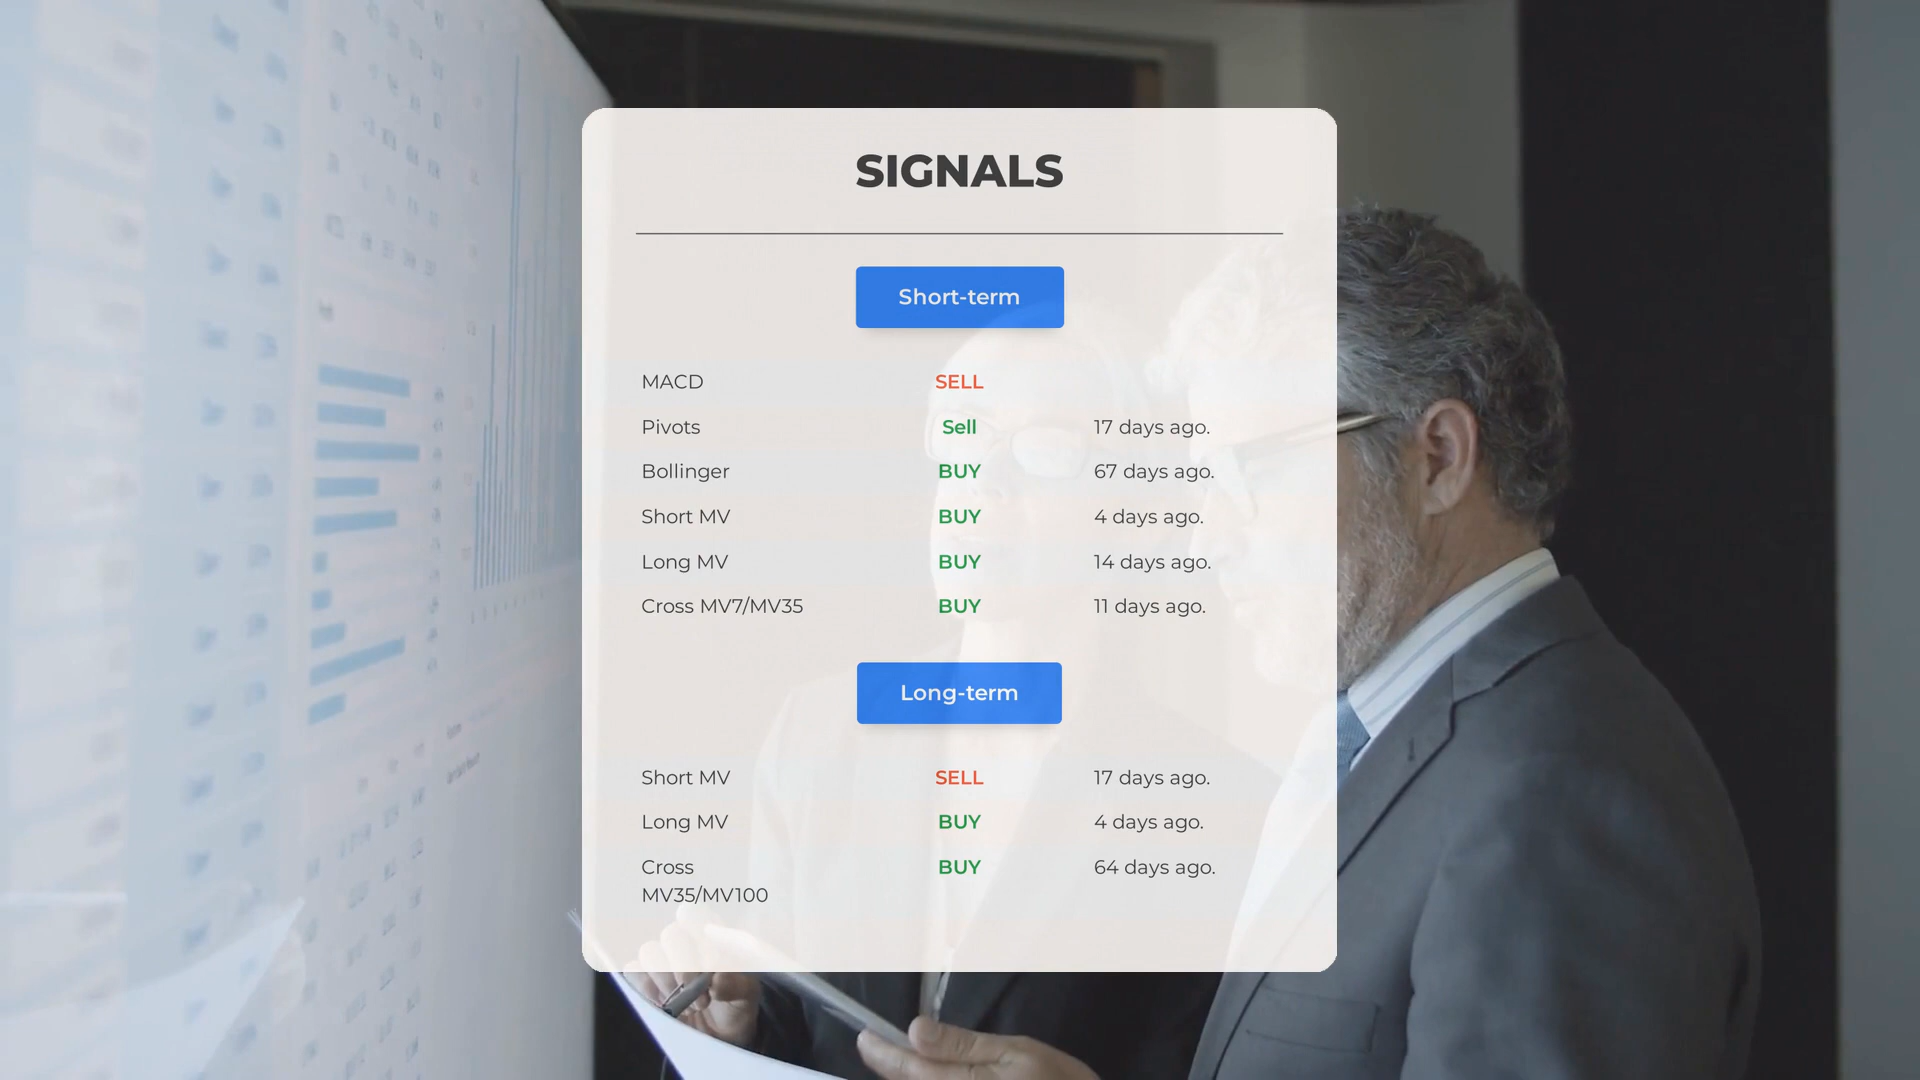 SIGNALS
Short-term
MACD SELL
Pivots Sell 17 days ago.
Bollinger BUY 67 days ago.
Short MV BUY 4 days ago.
Long MV BUY 14 days ago.
Cross MV7/MV35 BUY 11 days ago.
Long-term
Short MV SELL 17 days ago.
Long MV BUY 4 days ago.
Cross BUY 64 days ago.
MV35/MV100